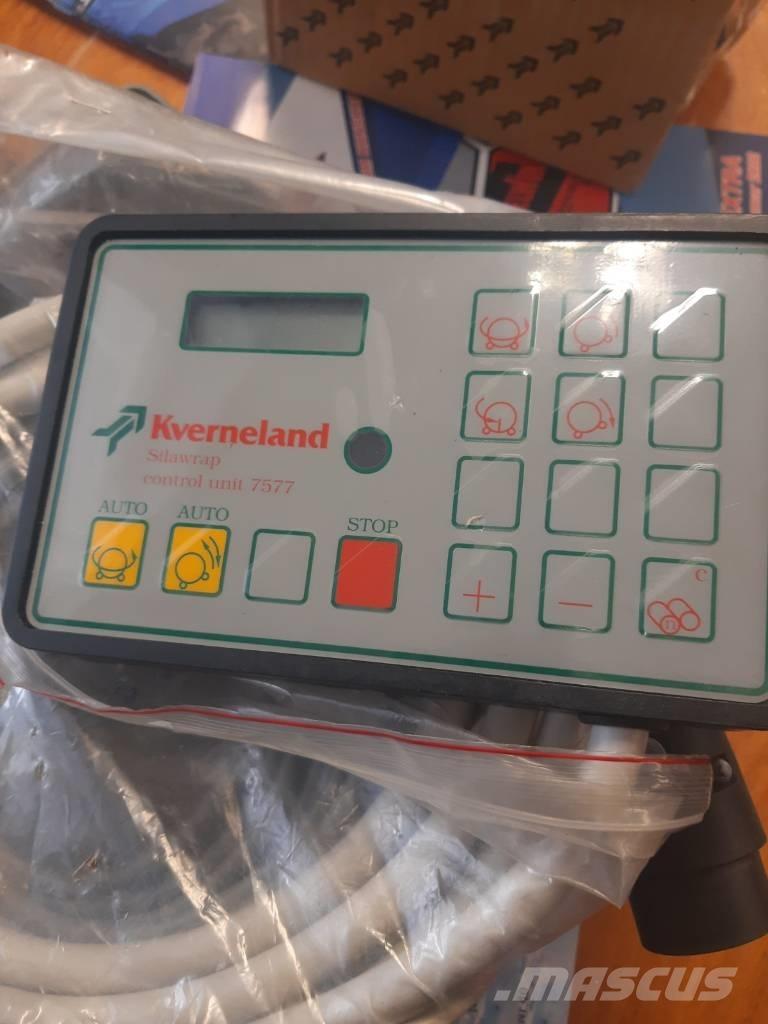 Kverneland
Silawrap
control unit 7577
AUTO AUTO
STOP
+ −
C
n
.MASCUS